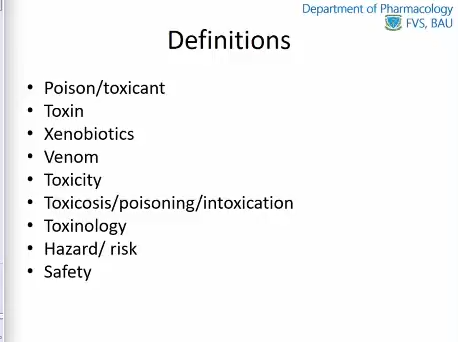 Department of Pharmacology
FVS, BAU
Definitions
• Poison/toxicant
• Toxin
• Xenobiotics
• Venom
• Toxicity
• Toxicosis/poisoning/intoxication
• Toxinology
• Hazard/ risk
• Safety